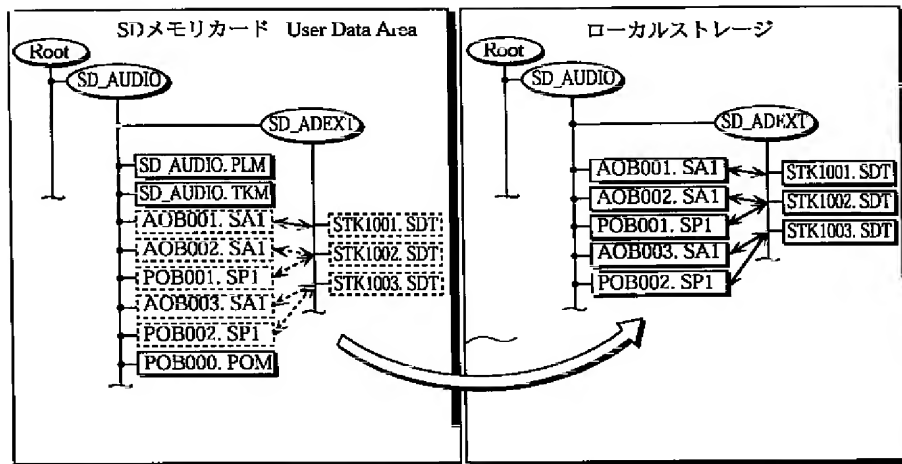 SDメモリカード User Data Area
Root
SD_AUDIO
SD_ADEXT
SD_AUDIO. PLM
SD_AUDIO. TKM
AOB001. SA1
AOB002. SA1
POB001. SP1
AOB003. SA1
POB002. SP1
POB000. POM
STK1001. SDT
STK1002. SDT
STK1003. SDT
ローカルストレージ
Root
SD_AUDIO
SD_ADEXT
AOB001. SA1
AOB002. SA1
POB001. SP1
AOB003. SA1
POB002. SP1
STK1001. SDT
STK1002. SDT
STK1003. SDT